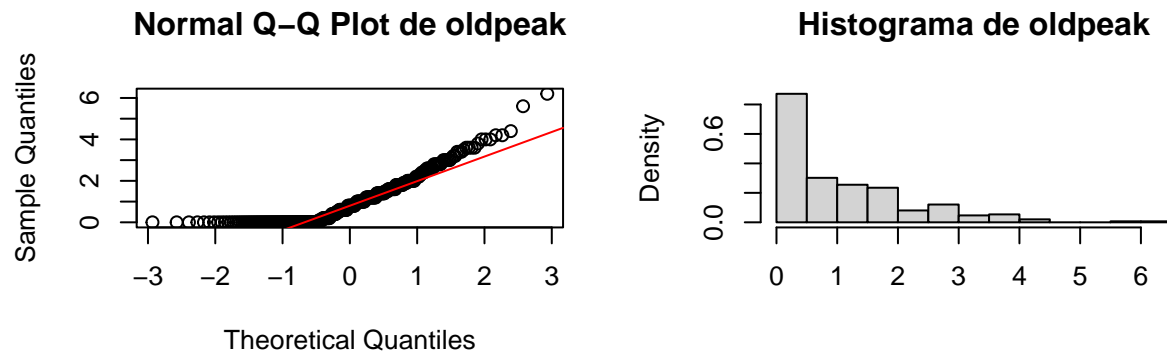 Normal Q−Q Plot de oldpeak
Sample Quantiles
0 2 4 6
−3 −2 −1 0 1 2 3
Theoretical Quantiles
Histograma de oldpeak
Density
0.0 0.6
0 1 2 3 4 5 6